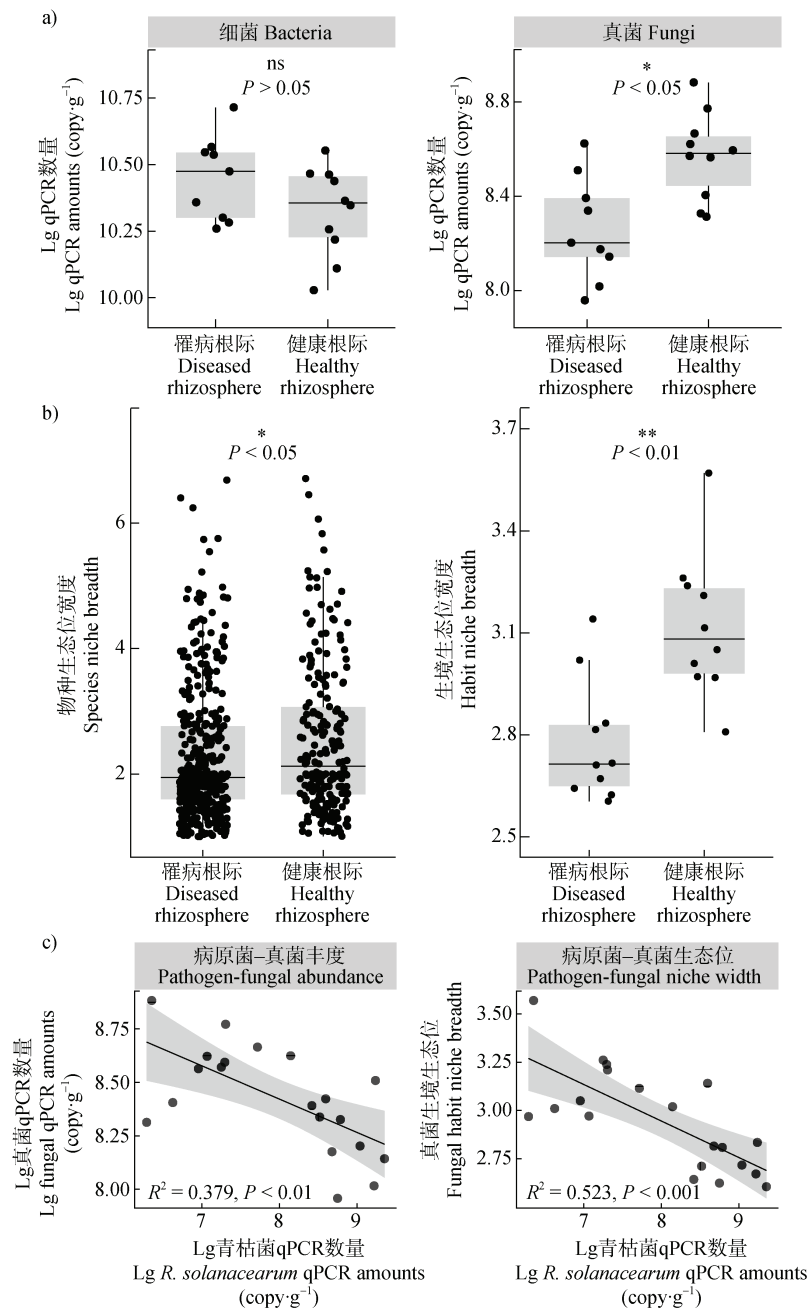 a)
细菌 Bacteria
ns
P > 0.05
10.75
10.50
10.25
10.00
Lg qPCR数量
Lg qPCR amounts (copy·g⁻¹)
罹病根际
Diseased
rhizosphere
健康根际
Healthy
rhizosphere
真菌 Fungi
*
P < 0.05
8.8
8.4
8.0
Lg qPCR数量
Lg qPCR amounts (copy·g⁻¹)
罹病根际
Diseased
rhizosphere
健康根际
Healthy
rhizosphere
b)
*
P < 0.05
6
4
2
物种生态位宽度
Species niche breadth
罹病根际
Diseased
rhizosphere
健康根际
Healthy
rhizosphere
**
P < 0.01
3.7
3.4
3.1
2.8
2.5
生境生态位宽度
Habit niche breadth
罹病根际
Diseased
rhizosphere
健康根际
Healthy
rhizosphere
c)
病原菌–真菌丰度
Pathogen-fungal abundance
8.75
8.50
8.25
8.00
Lg真菌qPCR数量
Lg fungal qPCR amounts
(copy·g⁻¹)
R² = 0.379, P < 0.01
7 8 9
Lg青枯菌qPCR数量
Lg R. solanacearum qPCR amounts
(copy·g⁻¹)
病原菌–真菌生态位
Pathogen-fungal niche width
3.50
3.25
3.00
2.75
真菌生境生态位
Fungal habit niche breadth
R² = 0.523, P < 0.001
7 8 9
Lg青枯菌qPCR数量
Lg R. solanacearum qPCR amounts
(copy·g⁻¹)